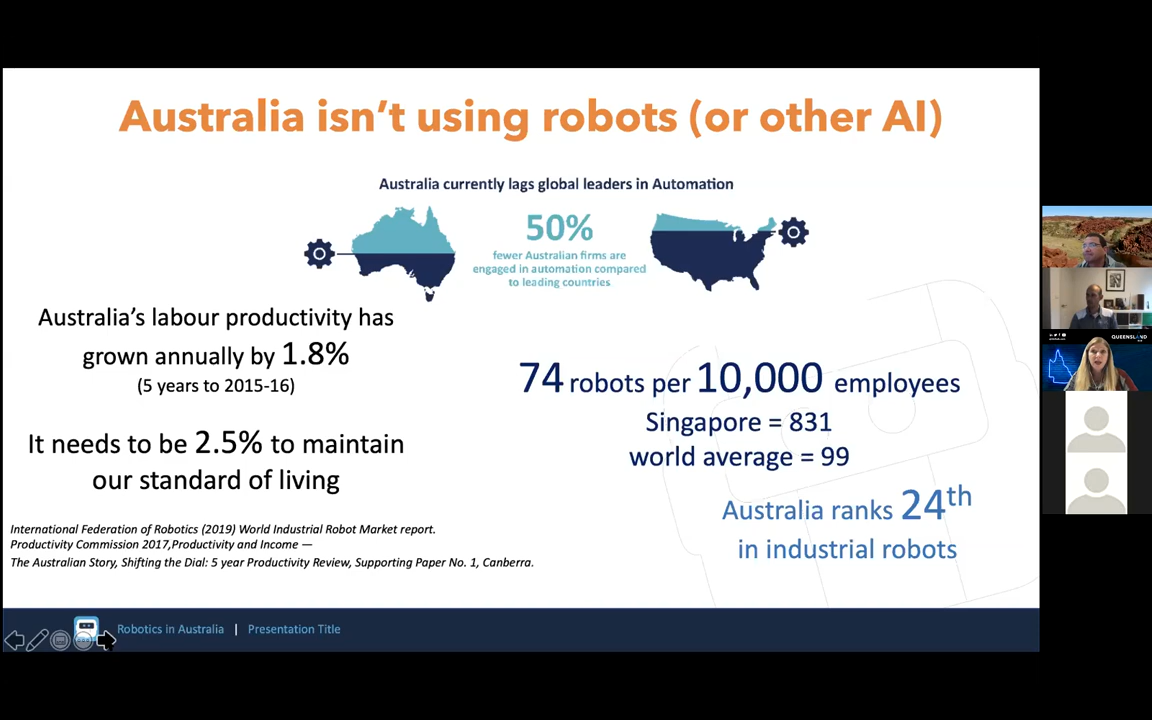 Australia isn't using robots (or other AI)
Australia currently lags global leaders in Automation
50%
fewer Australian firms are
engaged in automation compared
to leading countries
Australia's labour productivity has
grown annually by 1.8%
(5 years to 2015-16)
It needs to be 2.5% to maintain
our standard of living
74 robots per 10,000 employees
Singapore = 831
world average = 99
Australia ranks 24th
in industrial robots
International Federation of Robotics (2019) World Industrial Robot Market report.
Productivity Commission 2017,Productivity and Income —
The Australian Story, Shifting the Dial: 5 year Productivity Review, Supporting Paper No. 1, Canberra.
Robotics in Australia | Presentation Title
QUEENSLAND